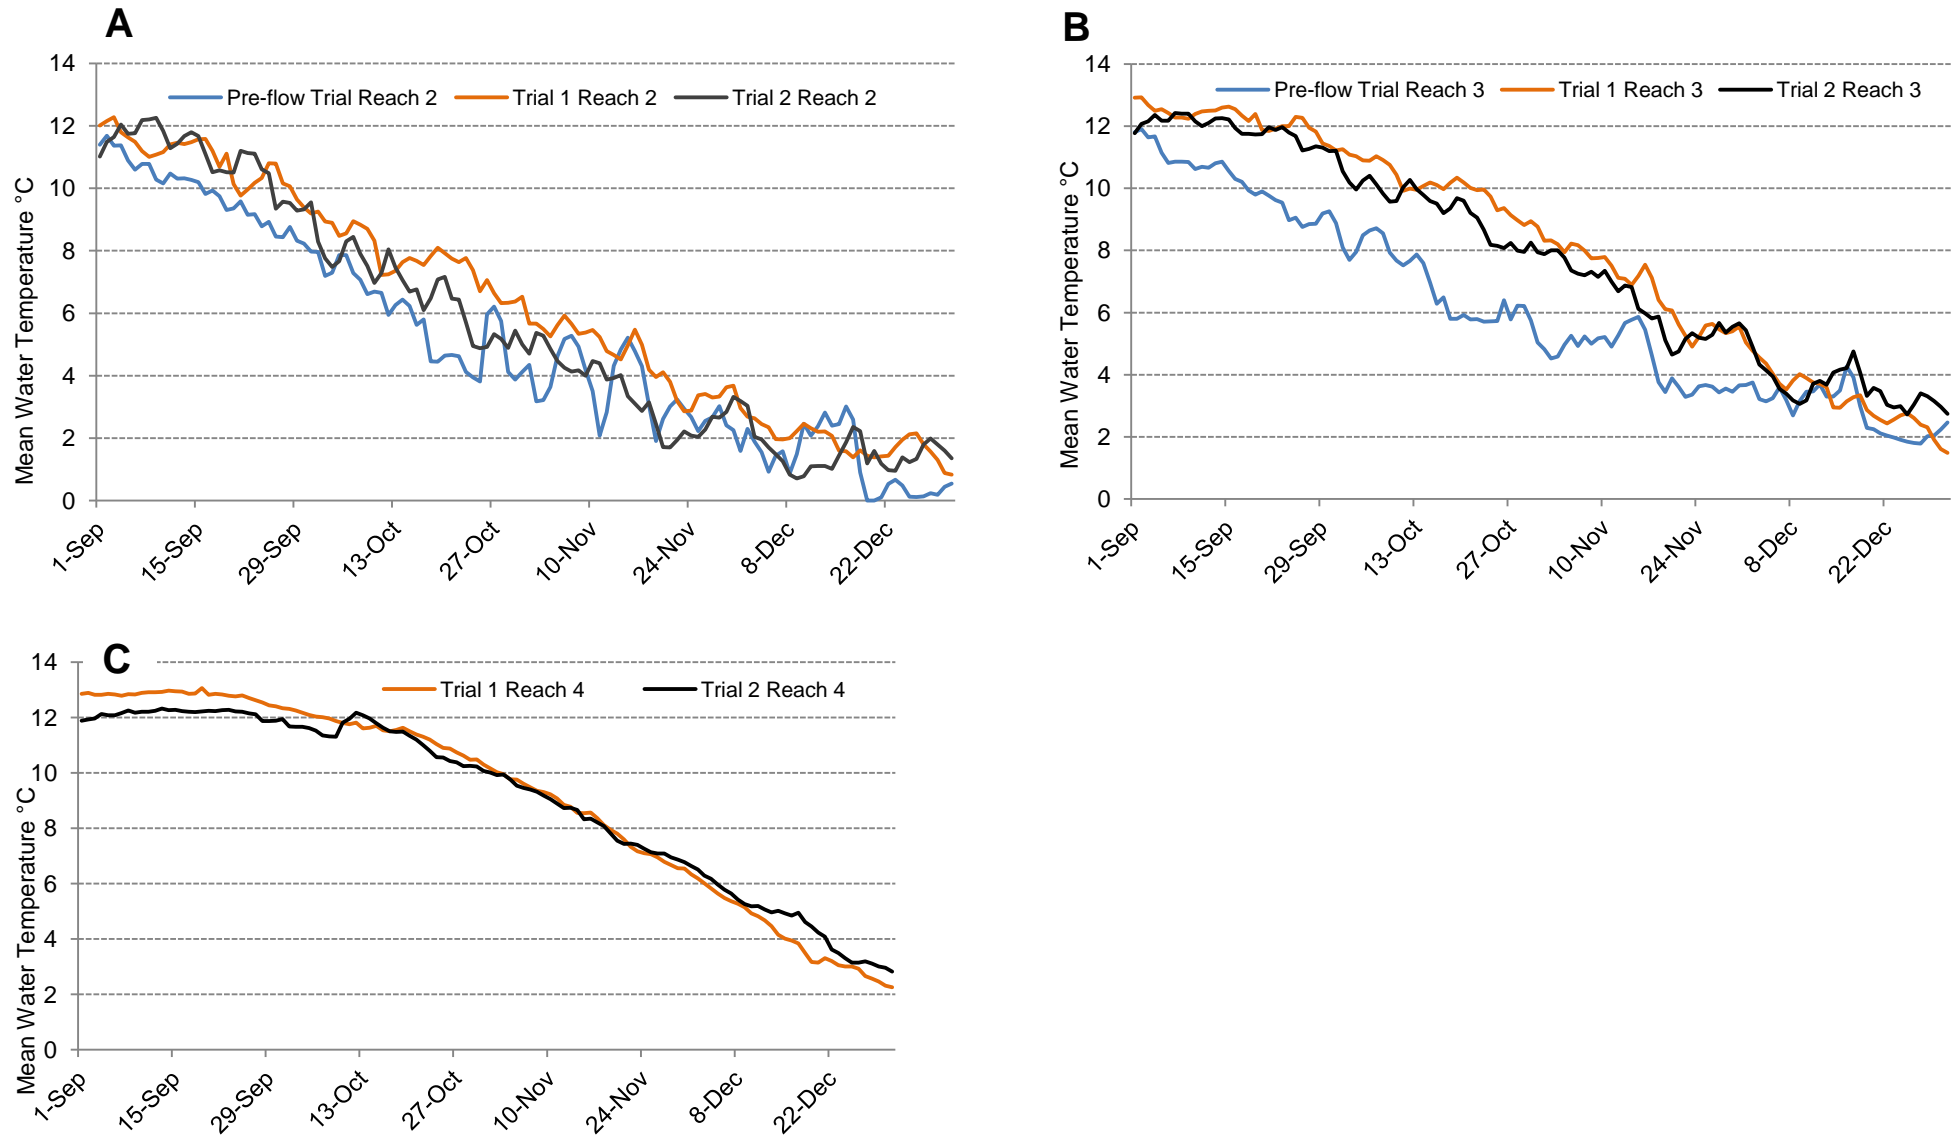 A
14
12
10
8
6
4
2
0
Mean Water Temperature °C
Pre-flow Trial Reach 2 Trial 1 Reach 2 Trial 2 Reach 2
1-Sep 15-Sep 29-Sep 13-Oct 27-Oct 10-Nov 24-Nov 8-Dec 22-Dec
B
14
12
10
8
6
4
2
0
Mean Water Temperature °C
Pre-flow Trial Reach 3 Trial 1 Reach 3 Trial 2 Reach 3
1-Sep 15-Sep 29-Sep 13-Oct 27-Oct 10-Nov 24-Nov 8-Dec 22-Dec
C
14
12
10
8
6
4
2
0
Mean Water Temperature °C
Trial 1 Reach 4 Trial 2 Reach 4
1-Sep 15-Sep 29-Sep 13-Oct 27-Oct 10-Nov 24-Nov 8-Dec 22-Dec